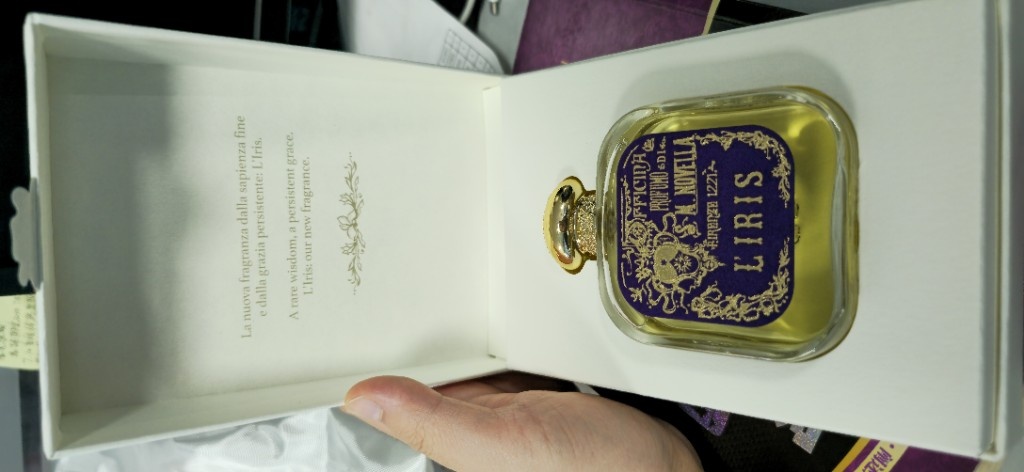 La nuova fragranza dalla sapienza fine
e dalla grazia persistente: L'Iris.
A rare wisdom, a persistent grace.
L'Iris: our new fragrance.
OFFICINA
PROFUMO
S. M. NOVELLA
FIRENZE 1221
L'IRIS